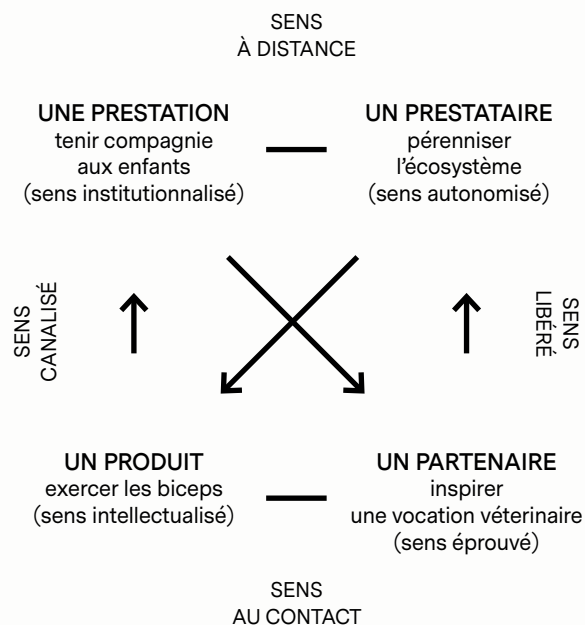 SENS
À DISTANCE
UNE PRESTATION
tenir compagnie
aux enfants
(sens institutionnalisé)
UN PRESTATAIRE
pérenniser
l'écosystème
(sens autonomisé)
SENS
CANALISÉ
SENS
LIBÉRÉ
UN PRODUIT
exercer les biceps
(sens intellectualisé)
UN PARTENAIRE
inspirer
une vocation véterinaire
(sens éprouvé)
SENS
AU CONTACT